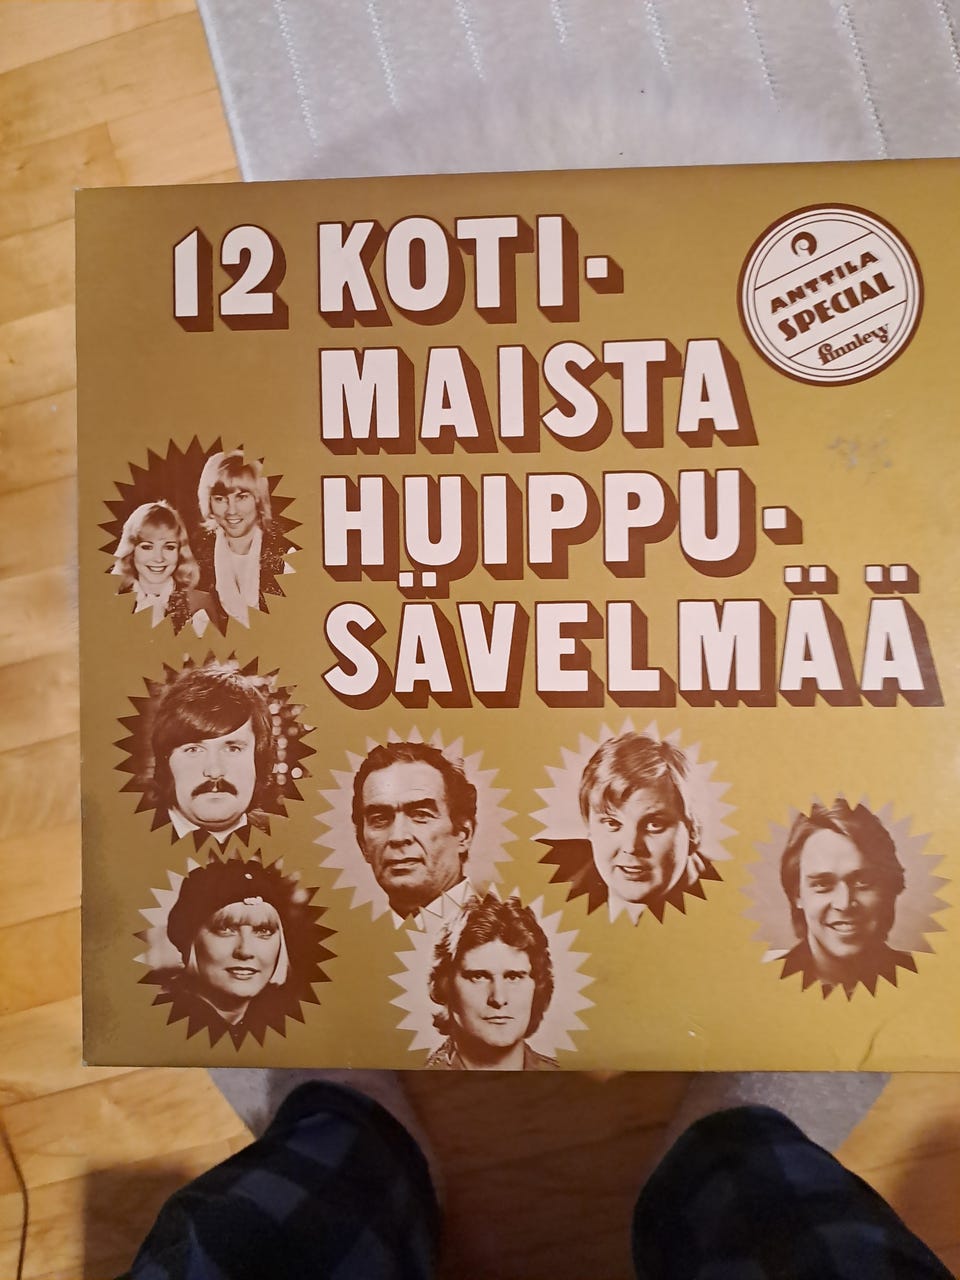 12 KOTI-
MAISTA
HUIPPU-
SÄVELMÄÄ
ANTTILA
SPECIAL
finnlevy